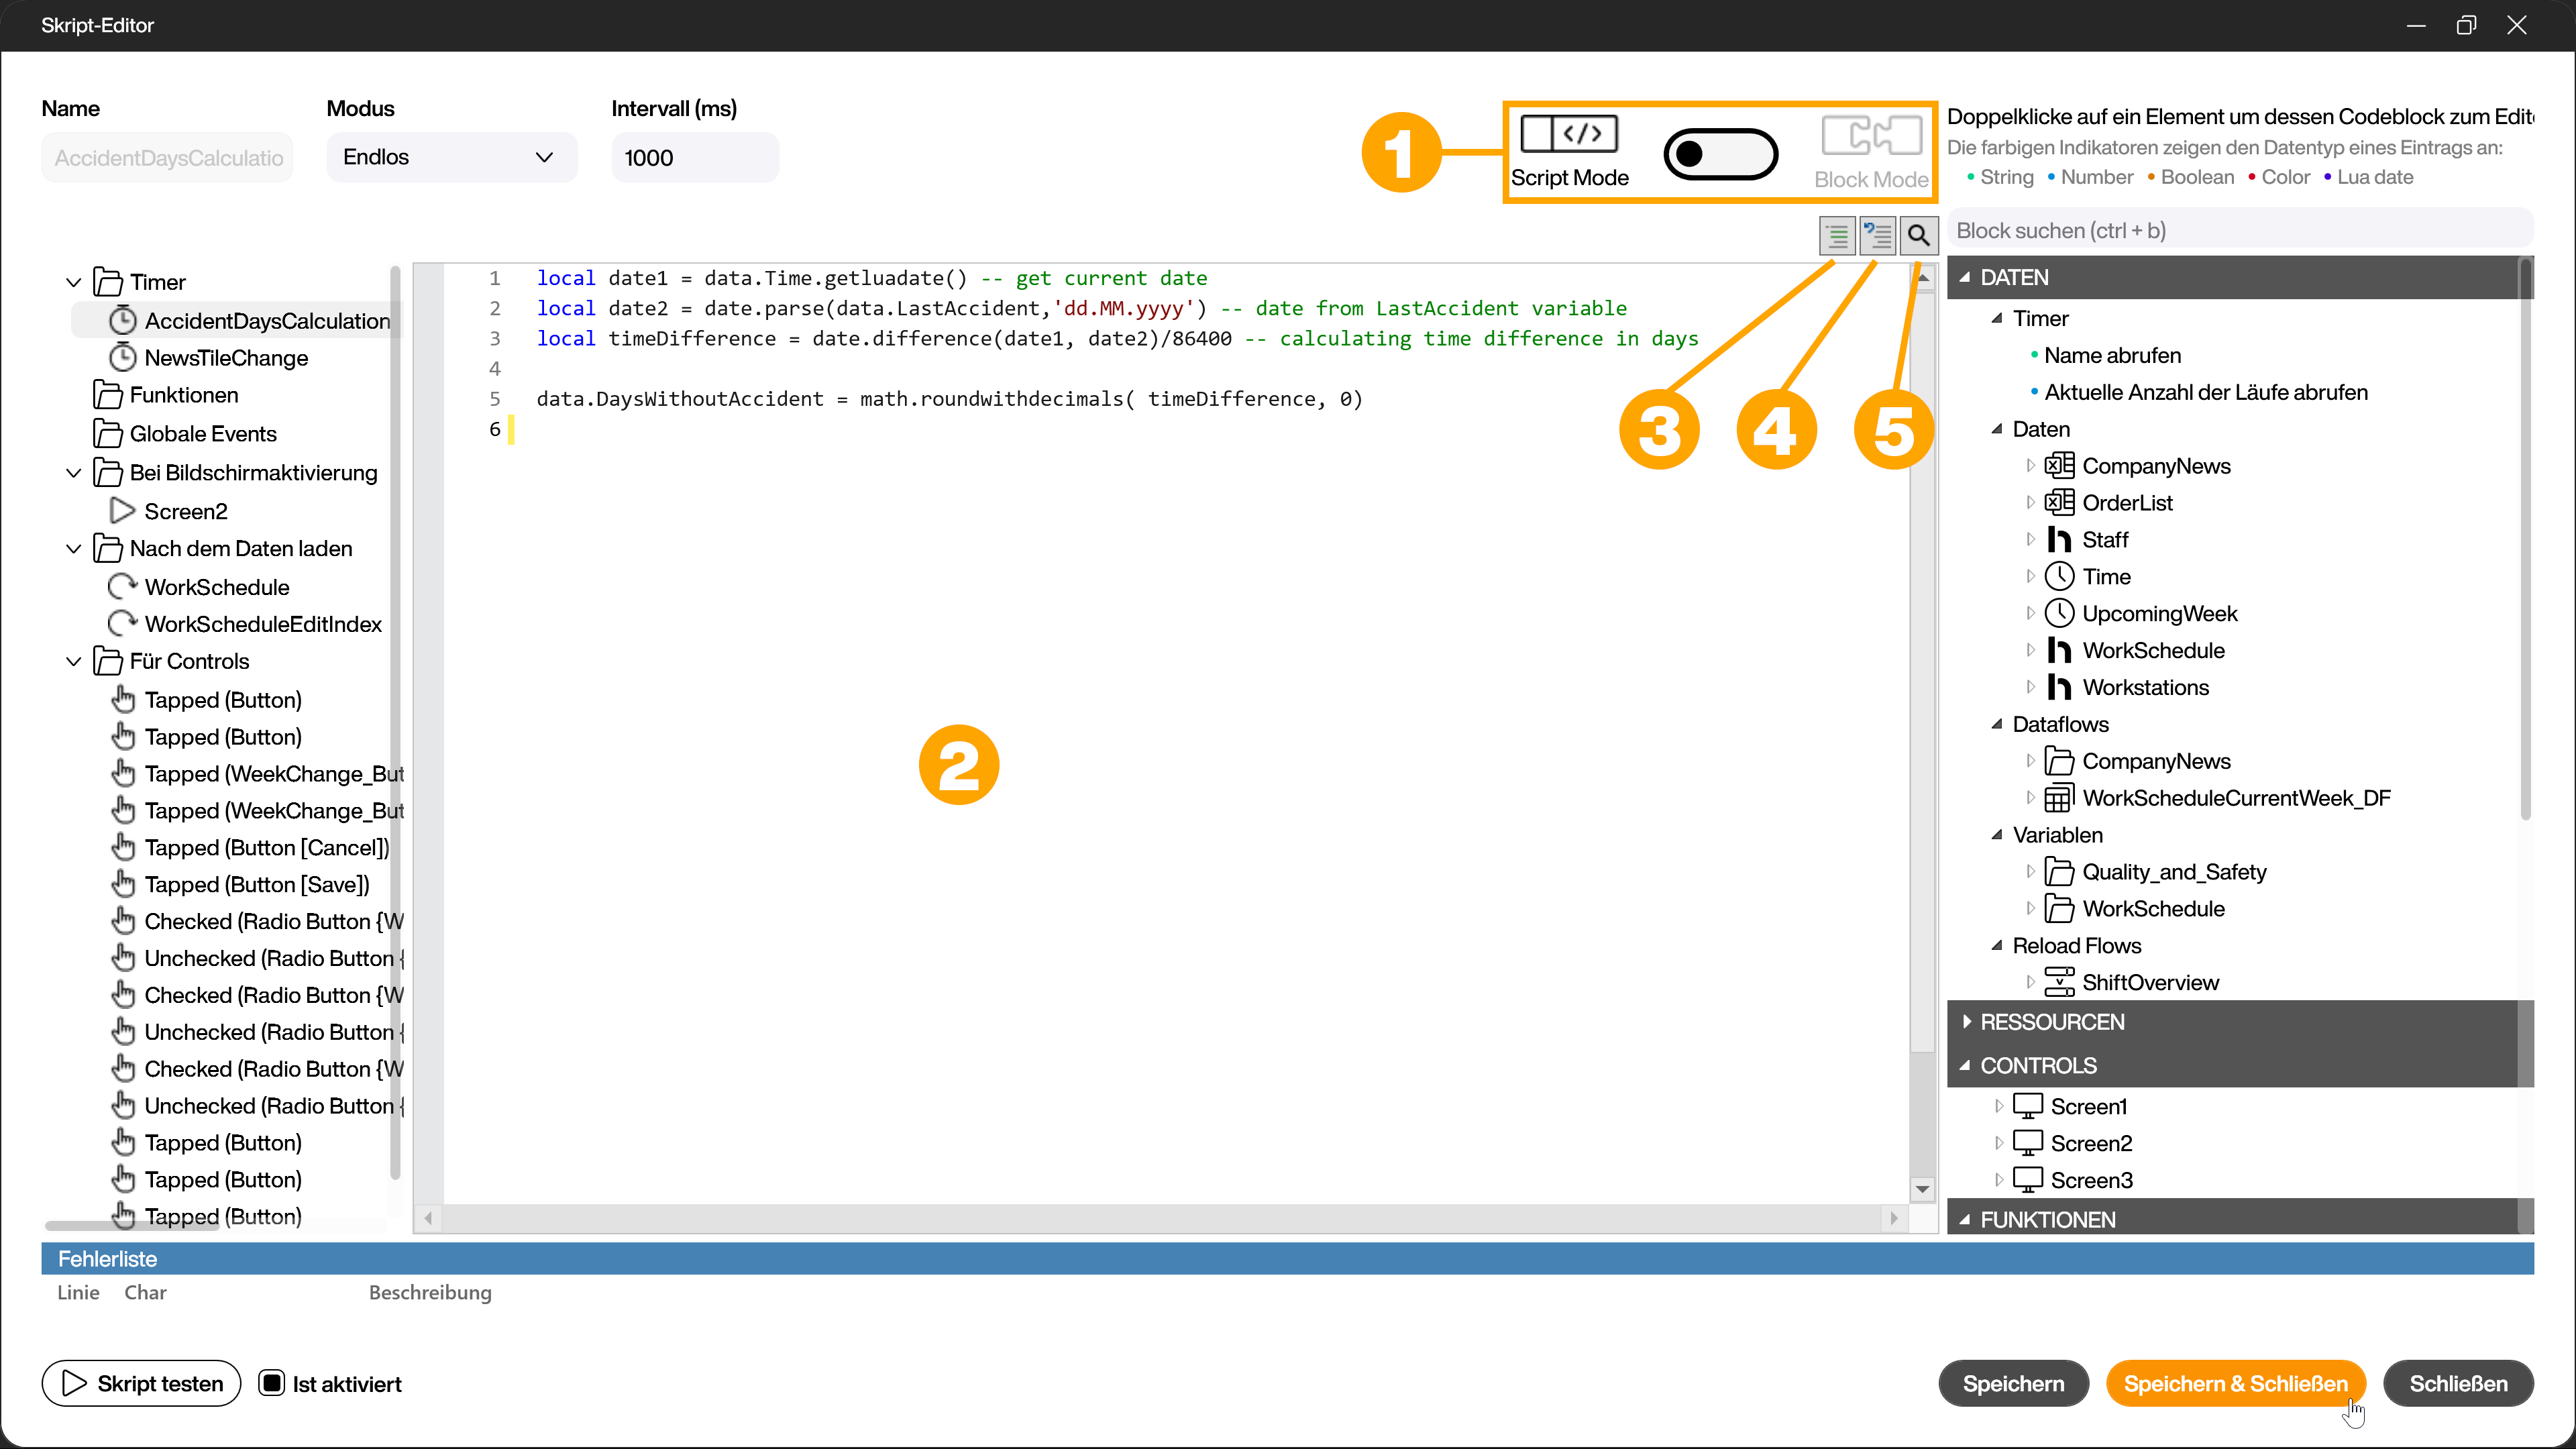 Skript-Editor
Name
Modus
Intervall (ms)
AccidentDaysCalculatio
Endlos
1000
1
Script Mode
Block Mode
Doppelklicke auf ein Element um dessen Codeblock zum Edit
Die farbigen Indikatoren zeigen den Datentyp eines Eintrags an:
• String • Number • Boolean • Color • Lua date
Block suchen (ctrl + b)
Timer
AccidentDaysCalculation
NewsTileChange
Funktionen
Globale Events
Bei Bildschirmaktivierung
Screen2
Nach dem Daten laden
WorkSchedule
WorkScheduleEditIndex
Für Controls
Tapped (Button)
Tapped (Button)
Tapped (WeekChange_But
Tapped (WeekChange_But
Tapped (Button [Cancel])
Tapped (Button [Save])
Checked (Radio Button {W
Unchecked (Radio Button {
Checked (Radio Button {W
Unchecked (Radio Button {
Checked (Radio Button {W
Unchecked (Radio Button {
Tapped (Button)
Tapped (Button)
Tapped (Button)
1 local date1 = data.Time.getluadate() -- get current date
2 local date2 = date.parse(data.LastAccident,'dd.MM.yyyy') -- date from LastAccident variable
3 local timeDifference = date.difference(date1, date2)/86400 -- calculating time difference in days
4
5 data.DaysWithoutAccident = math.roundwithdecimals( timeDifference, 0)
6
3
4
5
2
DATEN
Timer
• Name abrufen
• Aktuelle Anzahl der Läufe abrufen
Daten
CompanyNews
OrderList
Staff
Time
UpcomingWeek
WorkSchedule
Workstations
Dataflows
CompanyNews
WorkScheduleCurrentWeek_DF
Variablen
Quality_and_Safety
WorkSchedule
Reload Flows
ShiftOverview
RESSOURCEN
CONTROLS
Screen1
Screen2
Screen3
FUNKTIONEN
Fehlerliste
Linie Char Beschreibung
Skript testen
Ist aktiviert
Speichern
Speichern & Schließen
Schließen